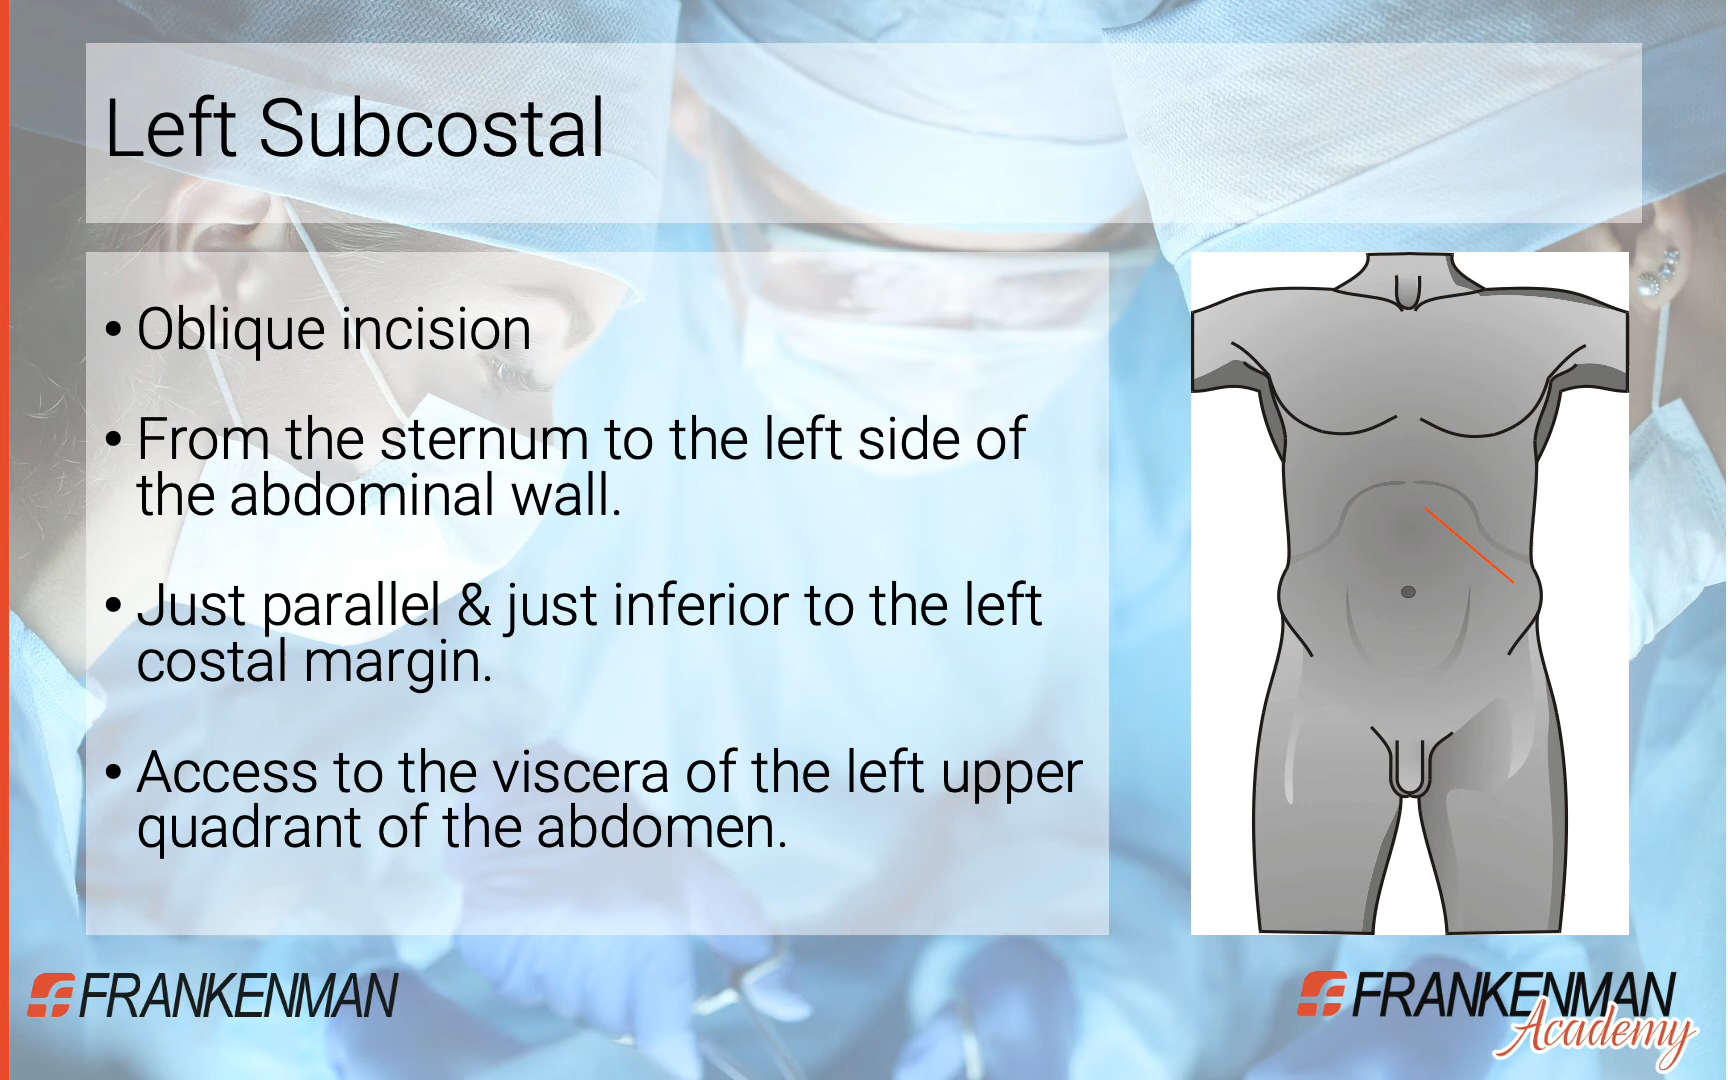 Left Subcostal
• Oblique incision
• From the sternum to the left side of
the abdominal wall.
• Just parallel & just inferior to the left
costal margin.
• Access to the viscera of the left upper
quadrant of the abdomen.
FRANKENMAN
FRANKENMAN
Academy